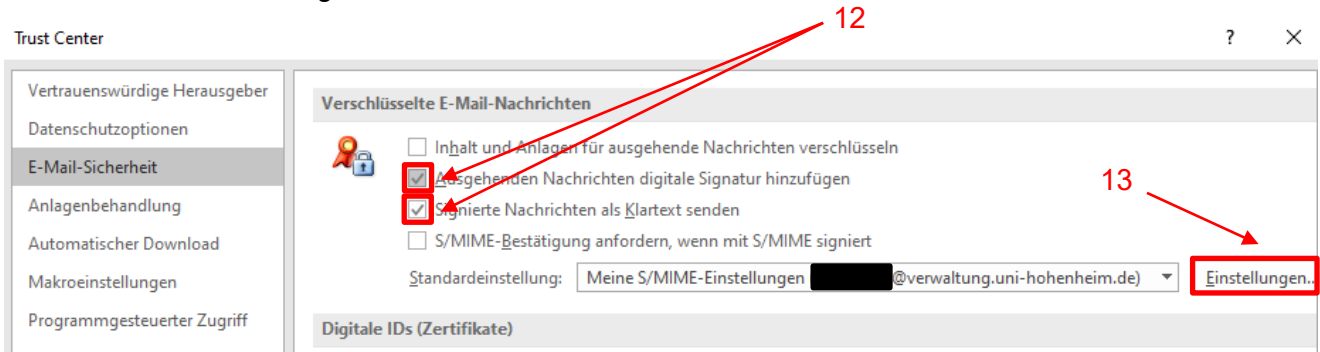 12
Trust Center
?
Vertrauenswürdige Herausgeber
Datenschutzoptionen
E-Mail-Sicherheit
Anlagenbehandlung
Automatischer Download
Makroeinstellungen
Programmgesteuerter Zugriff
Verschlüsselte E-Mail-Nachrichten
Inhalt und Anlagen für ausgehende Nachrichten verschlüsseln
Ausgehenden Nachrichten digitale Signatur hinzufügen
13
Signierte Nachrichten als Klartext senden
S/MIME-Bestätigung anfordern, wenn mit S/MIME signiert
Standardeinstellung: Meine S/MIME-Einstellungen @verwaltung.uni-hohenheim.de) Einstellungen..
Digitale IDs (Zertifikate)